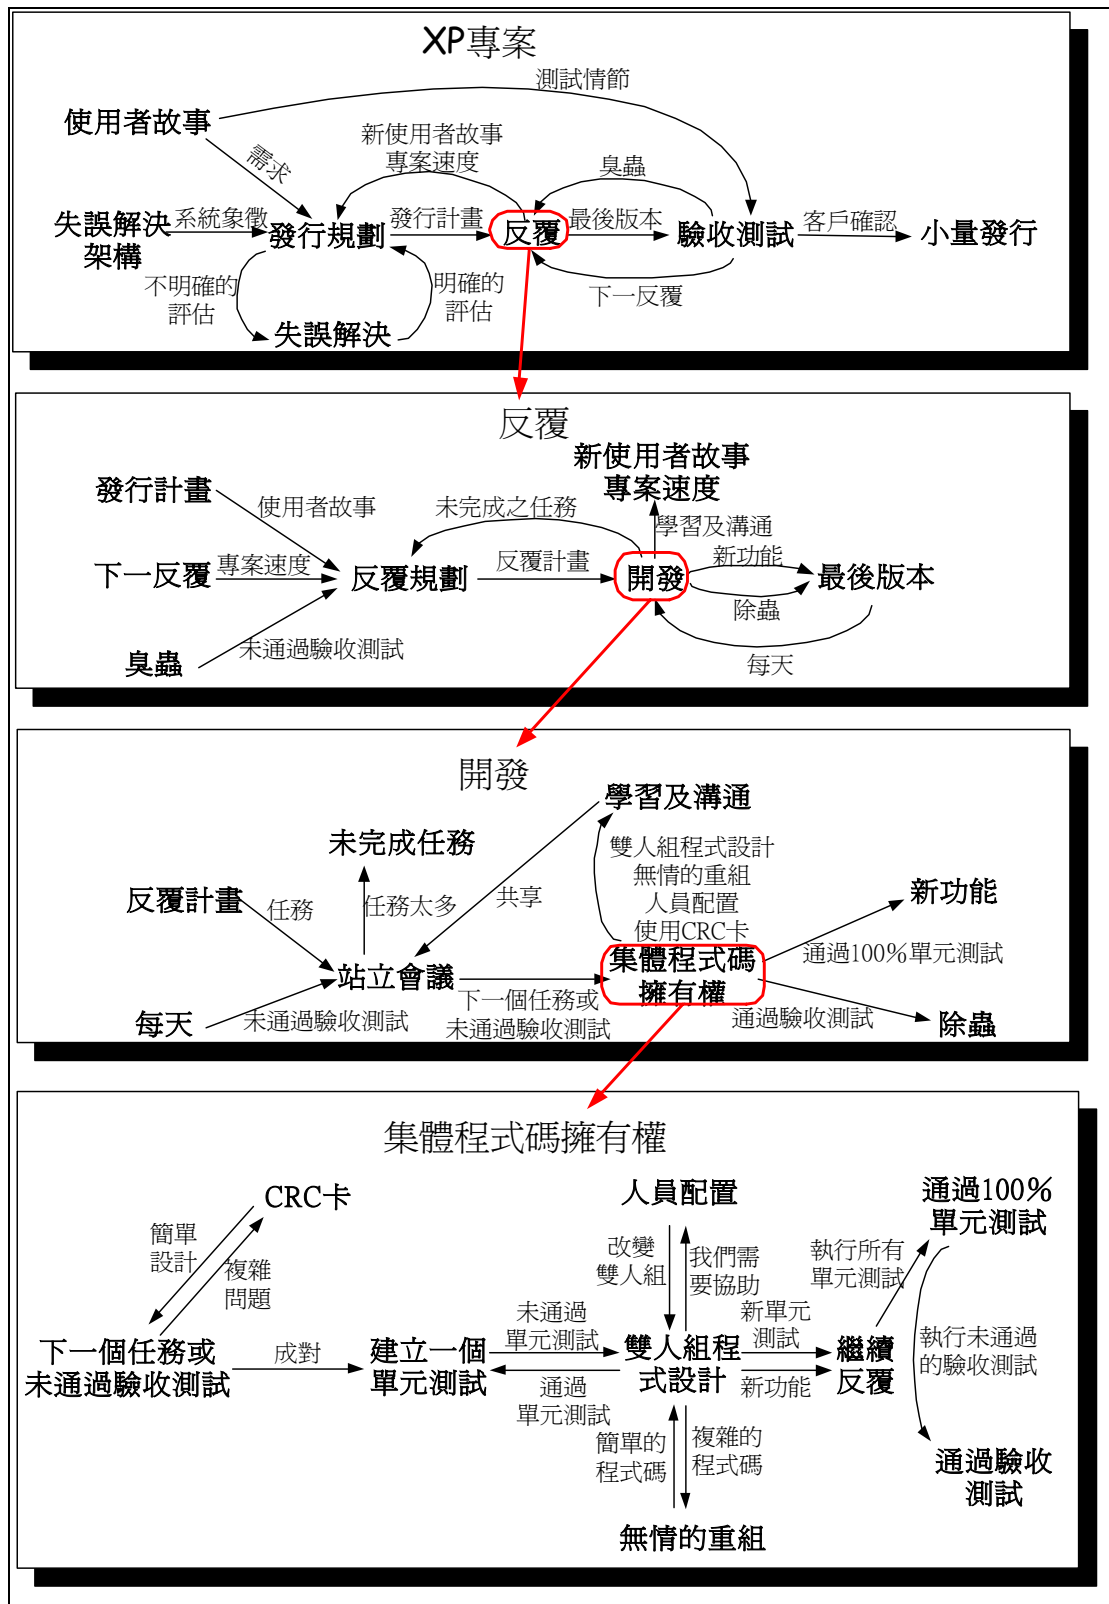 XP專案
測試情節
使用者故事
新使用者故事
專案速度
需求
臭蟲
失誤解決
架構
系統象徵
發行規劃
發行計畫
反覆
最後版本
驗收測試
客戶確認
小量發行
不明確的
評估
明確的
評估
下一反覆
失誤解決
反覆
新使用者故事
專案速度
發行計畫
使用者故事
未完成之任務
學習及溝通
新功能
下一反覆
專案速度
反覆規劃
反覆計畫
開發
最後版本
除蟲
臭蟲
未通過驗收測試
每天
開發
學習及溝通
未完成任務
雙人組程式設計
無情的重組
人員配置
使用CRC卡
反覆計畫
任務
任務太多
共享
新功能
站立會議
集體程式碼
擁有權
通過100%單元測試
每天
未通過驗收測試
下一個任務或
未通過驗收測試
通過驗收測試
除蟲
集體程式碼擁有權
CRC卡
人員配置
通過100%
單元測試
簡單
設計
複雜
問題
改變
雙人組
我們需
要協助
執行所有
單元測試
下一個任務或
未通過驗收測試
成對
建立一個
單元測試
未通過
單元測試
通過
單元測試
雙人組程
式設計
新單元
測試
新功能
繼續
反覆
執行未通過
的驗收測試
簡單的
程式碼
複雜的
程式碼
通過驗收
測試
無情的重組